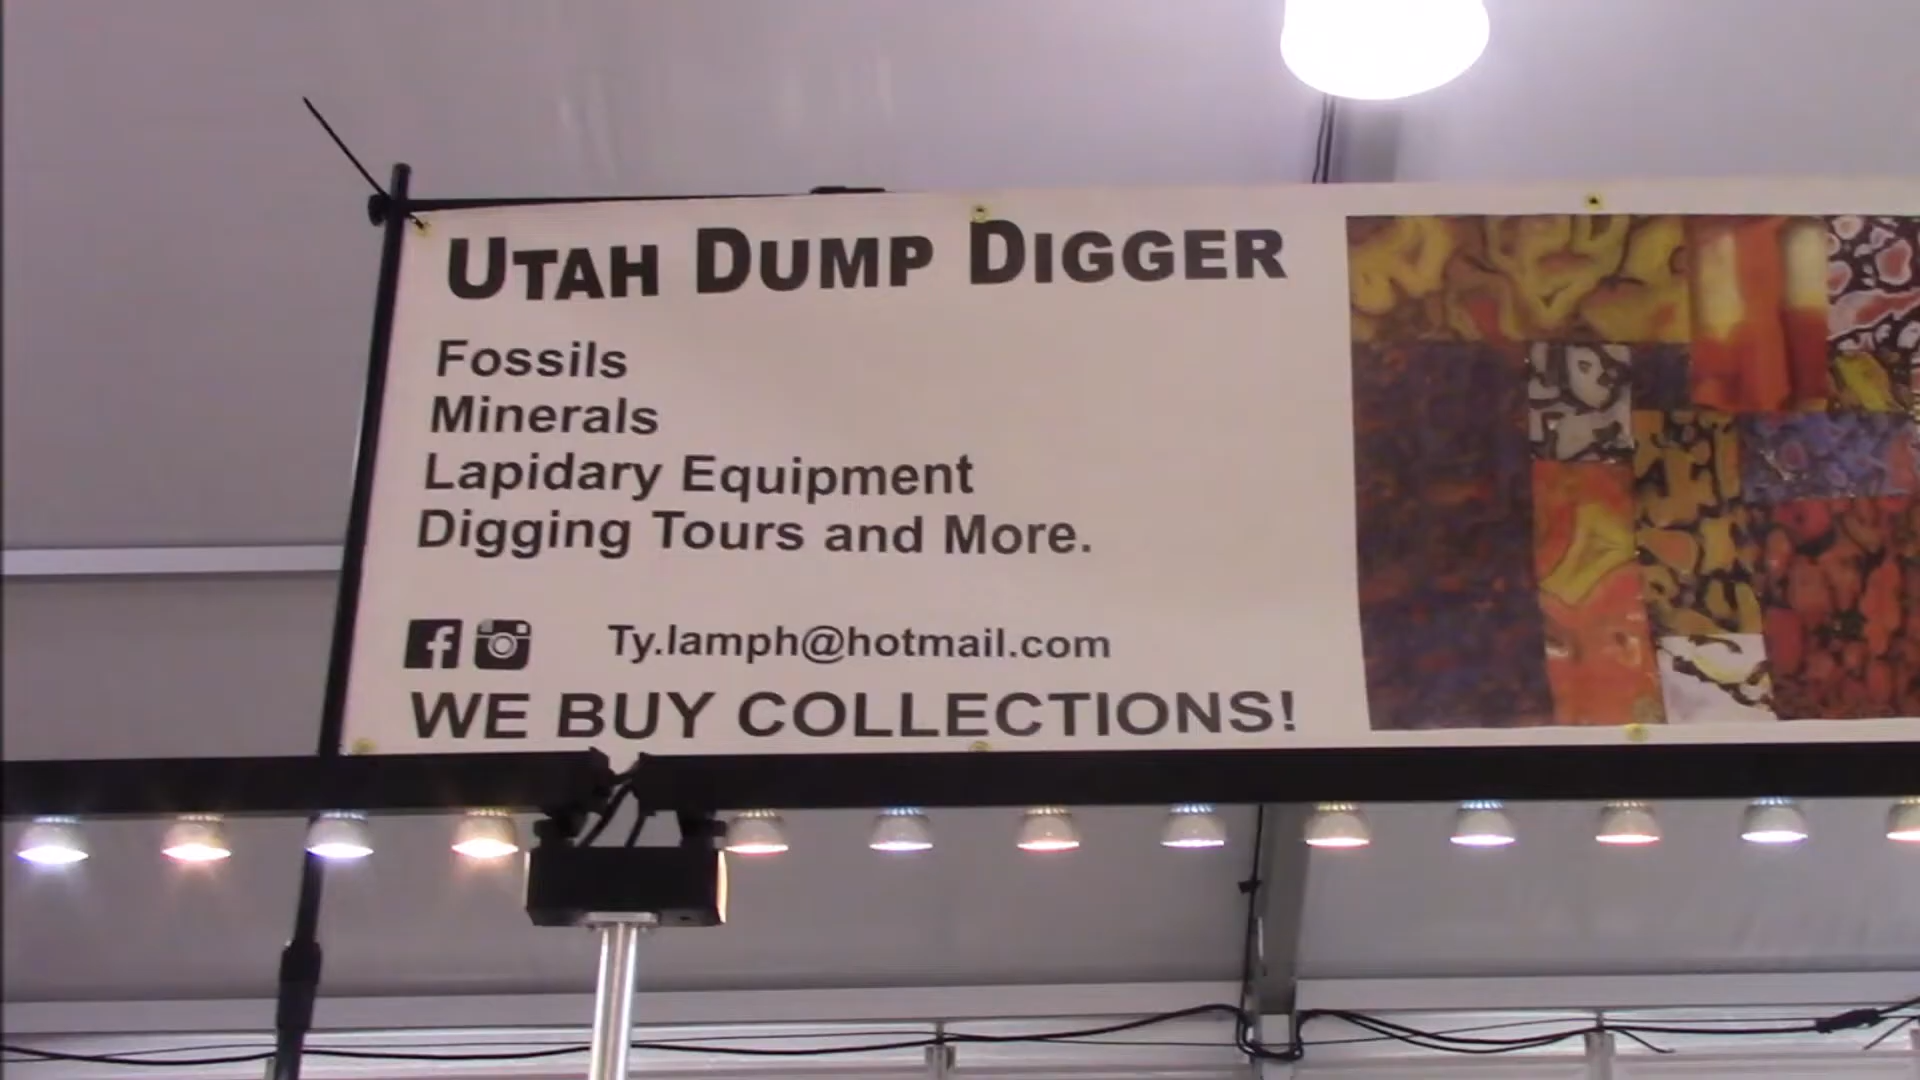 UTAH DUMP DIGGER
Fossils
Minerals
Lapidary Equipment
Digging Tours and More.
Ty.lamph@hotmail.com
WE BUY COLLECTIONS!